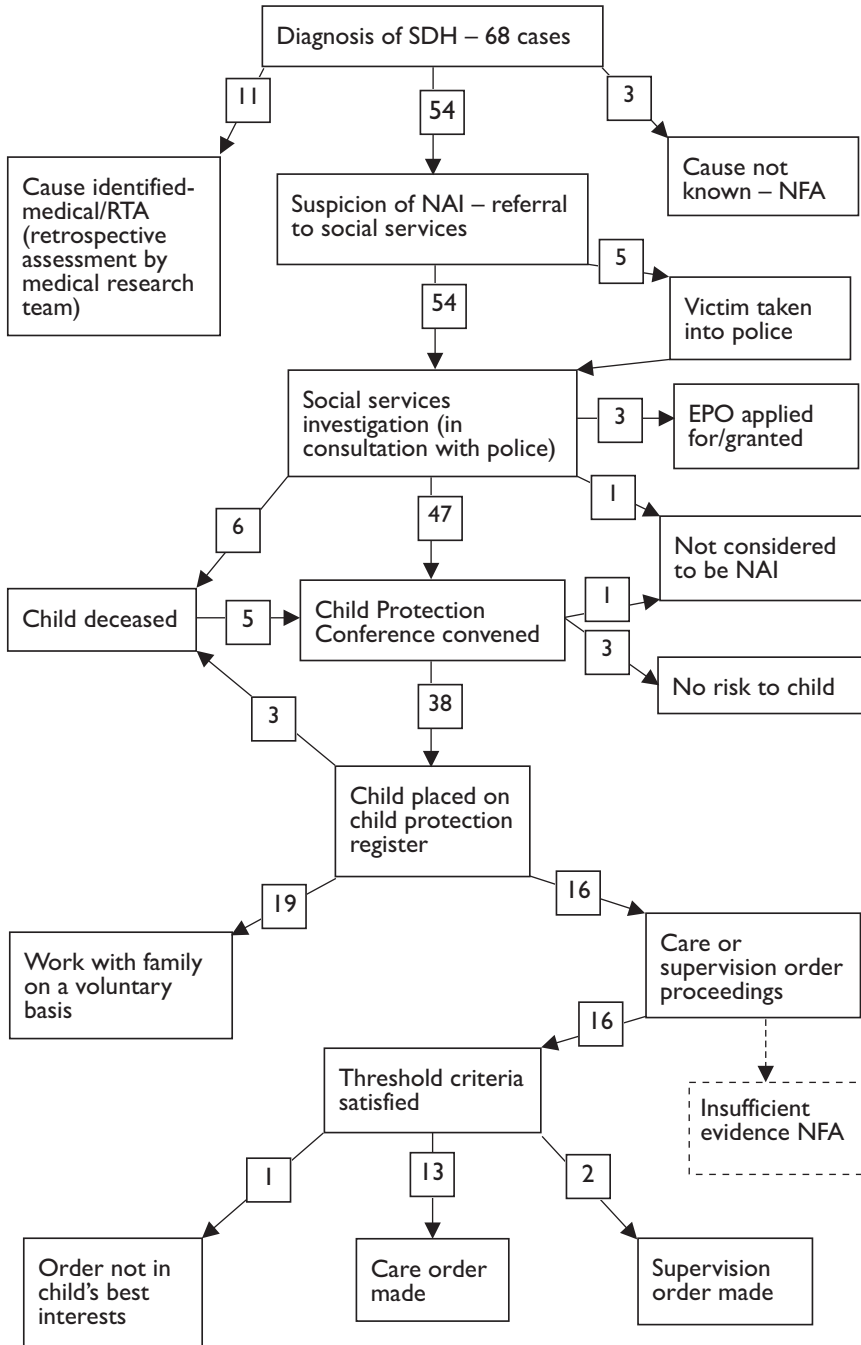 Diagnosis of SDH – 68 cases
11
54
3
Cause identified-
medical/RTA
(retrospective
assessment by
medical research
team)
Suspicion of NAI – referral
to social services
Cause not
known – NFA
5
54
Victim taken
into police
Social services
investigation (in
consultation with police)
3
EPO applied
for/granted
6
47
1
Not considered
to be NAI
Child deceased
5
Child Protection
Conference convened
1
3
No risk to child
3
38
Child placed on
child protection
register
19
16
Work with family
on a voluntary
basis
Care or
supervision order
proceedings
16
Threshold criteria
satisfied
Insufficient
evidence NFA
1
13
2
Order not in
child’s best
interests
Care order
made
Supervision
order made